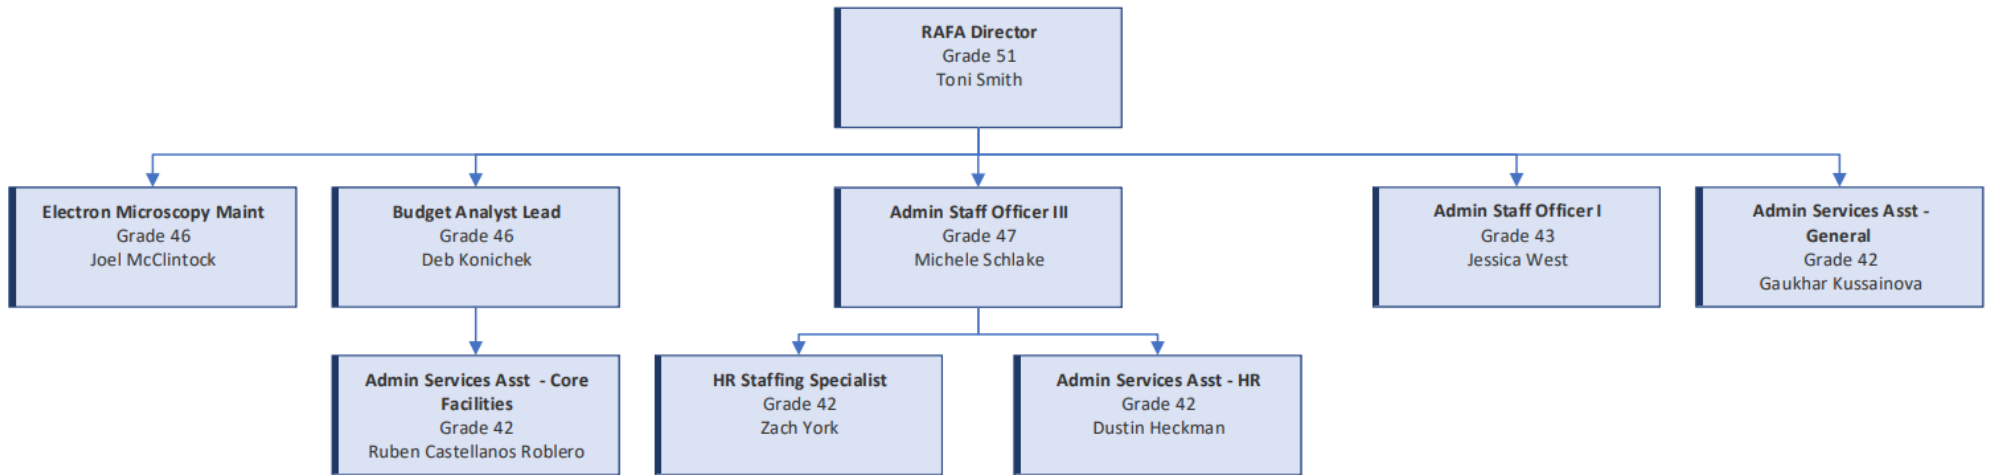 RAFA Director
Grade 51
Toni Smith
Electron Microscopy Maint
Grade 46
Joel McClintock
Budget Analyst Lead
Grade 46
Deb Konichek
Admin Staff Officer III
Grade 47
Michele Schlake
Admin Staff Officer I
Grade 43
Jessica West
Admin Services Asst -
General
Grade 42
Gaukhar Kussainova
Admin Services Asst - Core
Facilities
Grade 42
Ruben Castellanos Roblero
HR Staffing Specialist
Grade 42
Zach York
Admin Services Asst - HR
Grade 42
Dustin Heckman